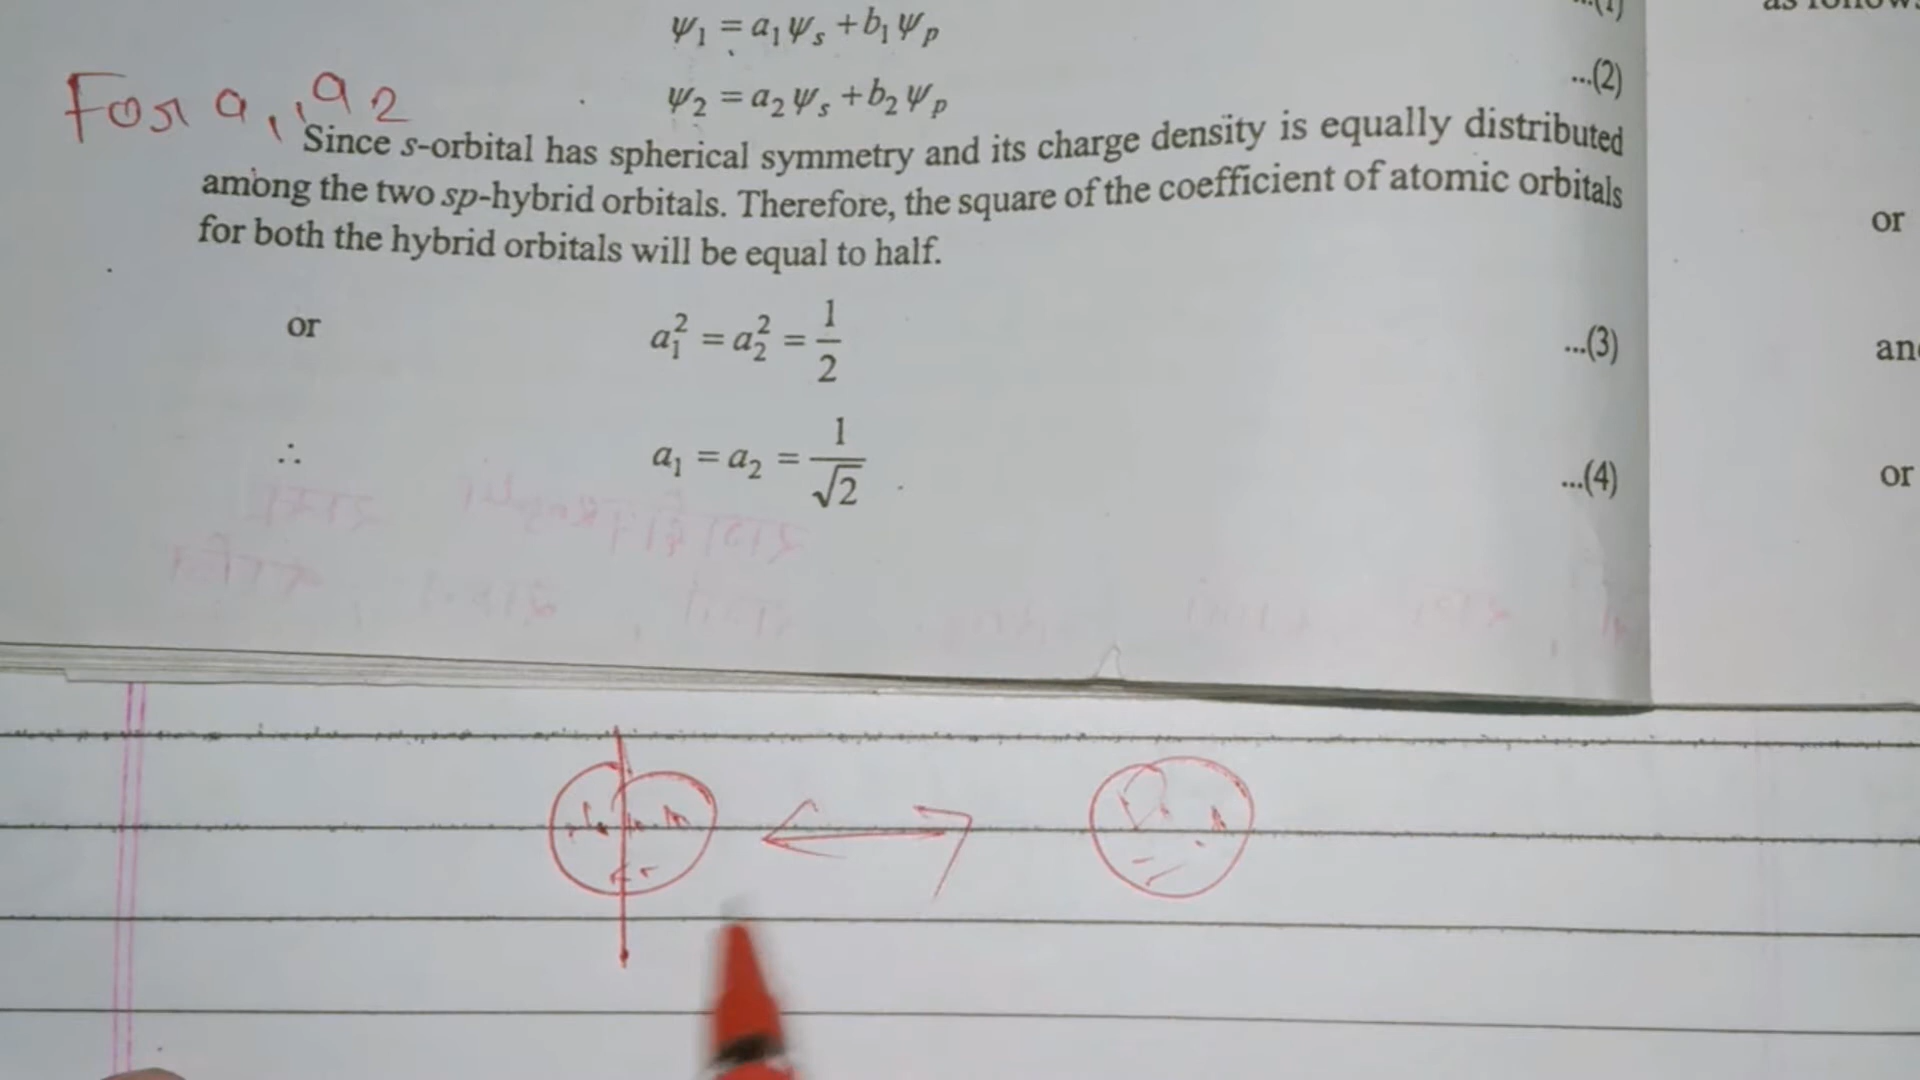 ...(1)
as follows
ψ₁ = a₁ψₛ + b₁ψₚ
ψ₂ = a₂ψₛ + b₂ψₚ ...(2)
For a₁, a₂
Since s-orbital has spherical symmetry and its charge density is equally distributed
among the two sp-hybrid orbitals. Therefore, the square of the coefficient of atomic orbitals
for both the hybrid orbitals will be equal to half.
or
or a₁² = a₂² = 1/2 ...(3)
∴ a₁ = a₂ = 1/√2 ...(4)
or